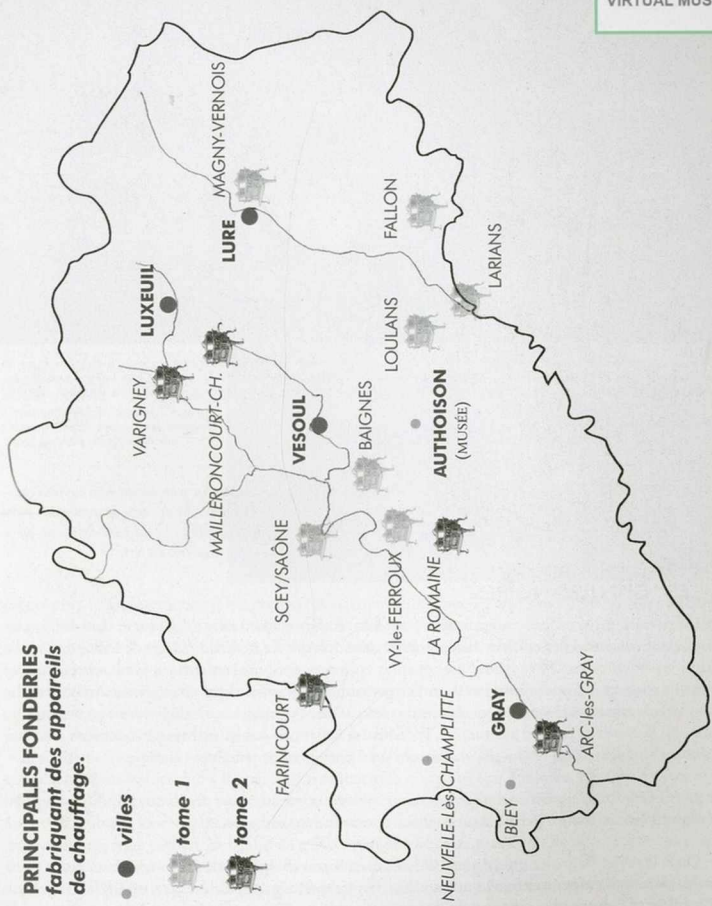 VIRTUAL MUS
PRINCIPALES FONDERIES
fabriquant des appareils
de chauffage.
villes
tome 1
tome 2
MAGNY-VERNOIS
LURE
LUXEUIL
FALLON
LARIANS
LOULANS
VARIGNEY
MAILLERONCOURT-CH.
VESOUL
BAIGNES
AUTHOISON
(MUSÉE)
SCEY/SAÔNE
VY-le-FERROUX
LA ROMAINE
FARINCOURT
NEUVELLE-Lès-CHAMPLITTE
GRAY
ARC-les-GRAY
BLEY